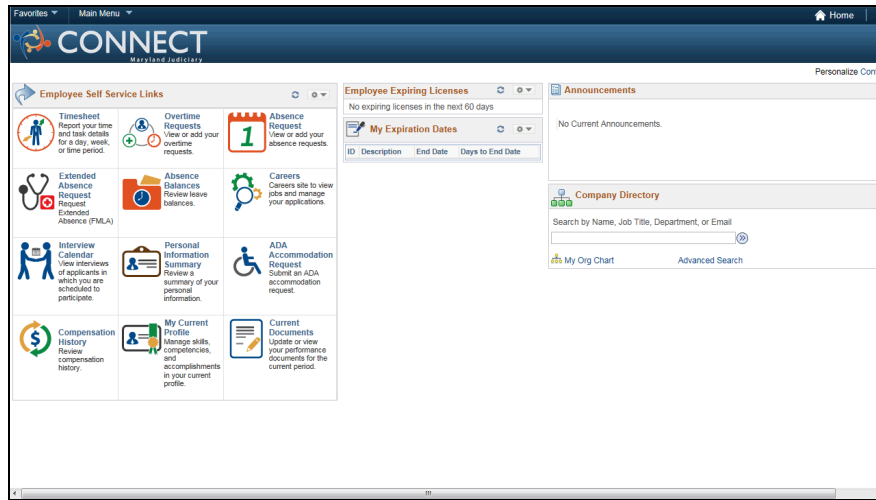 Favorites Main Menu Home
CONNECT
Maryland Judiciary
Personalize Con
Employee Self Service Links
Timesheet
Report your time
and task details
for a day, week,
or time period.
Overtime
Requests
View or add your
overtime
requests.
Absence
Request
View or add your
absence requests.
1
Extended
Absence
Request
Request
Extended
Absence (FMLA)
Absence
Balances
Review leave
balances.
Careers
Careers site to view
jobs and manage
your applications.
Interview
Calendar
View interviews
of applicants in
which you are
scheduled to
participate.
Personal
Information
Summary
Review a
summary of your
personal
information.
ADA
Accommodation
Request
Submit an ADA
accommodation
request.
$
Compensation
History
Review
compensation
history.
My Current
Profile
Manage skills,
competencies,
and
accomplishments
in your current
profile.
Current
Documents
Update or view
your performance
documents for the
current period.
Employee Expiring Licenses
No expiring licenses in the next 60 days
My Expiration Dates
ID Description End Date Days to End Date
Announcements
No Current Announcements.
Company Directory
Search by Name, Job Title, Department, or Email
My Org Chart Advanced Search